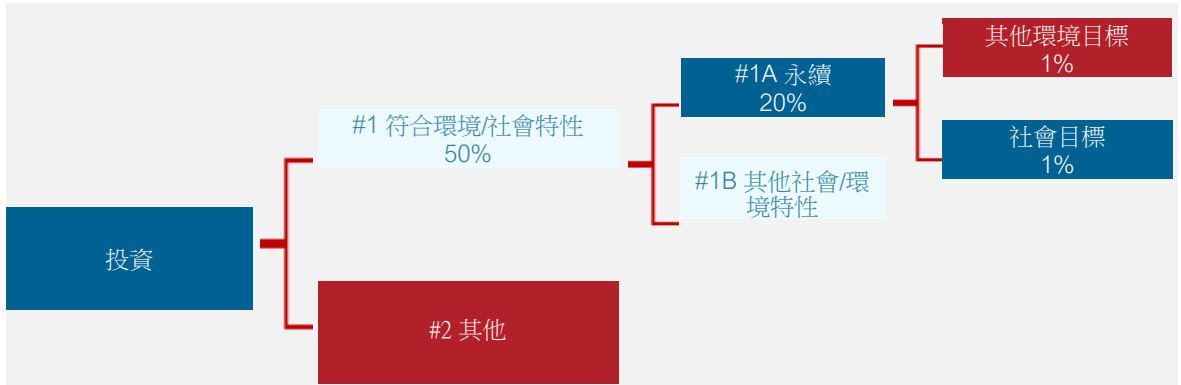 其他環境目標
1%
#1A 永續
20%
#1 符合環境/社會特性
50%
社會目標
1%
#1B 其他社會/環
境特性
投資
#2 其他